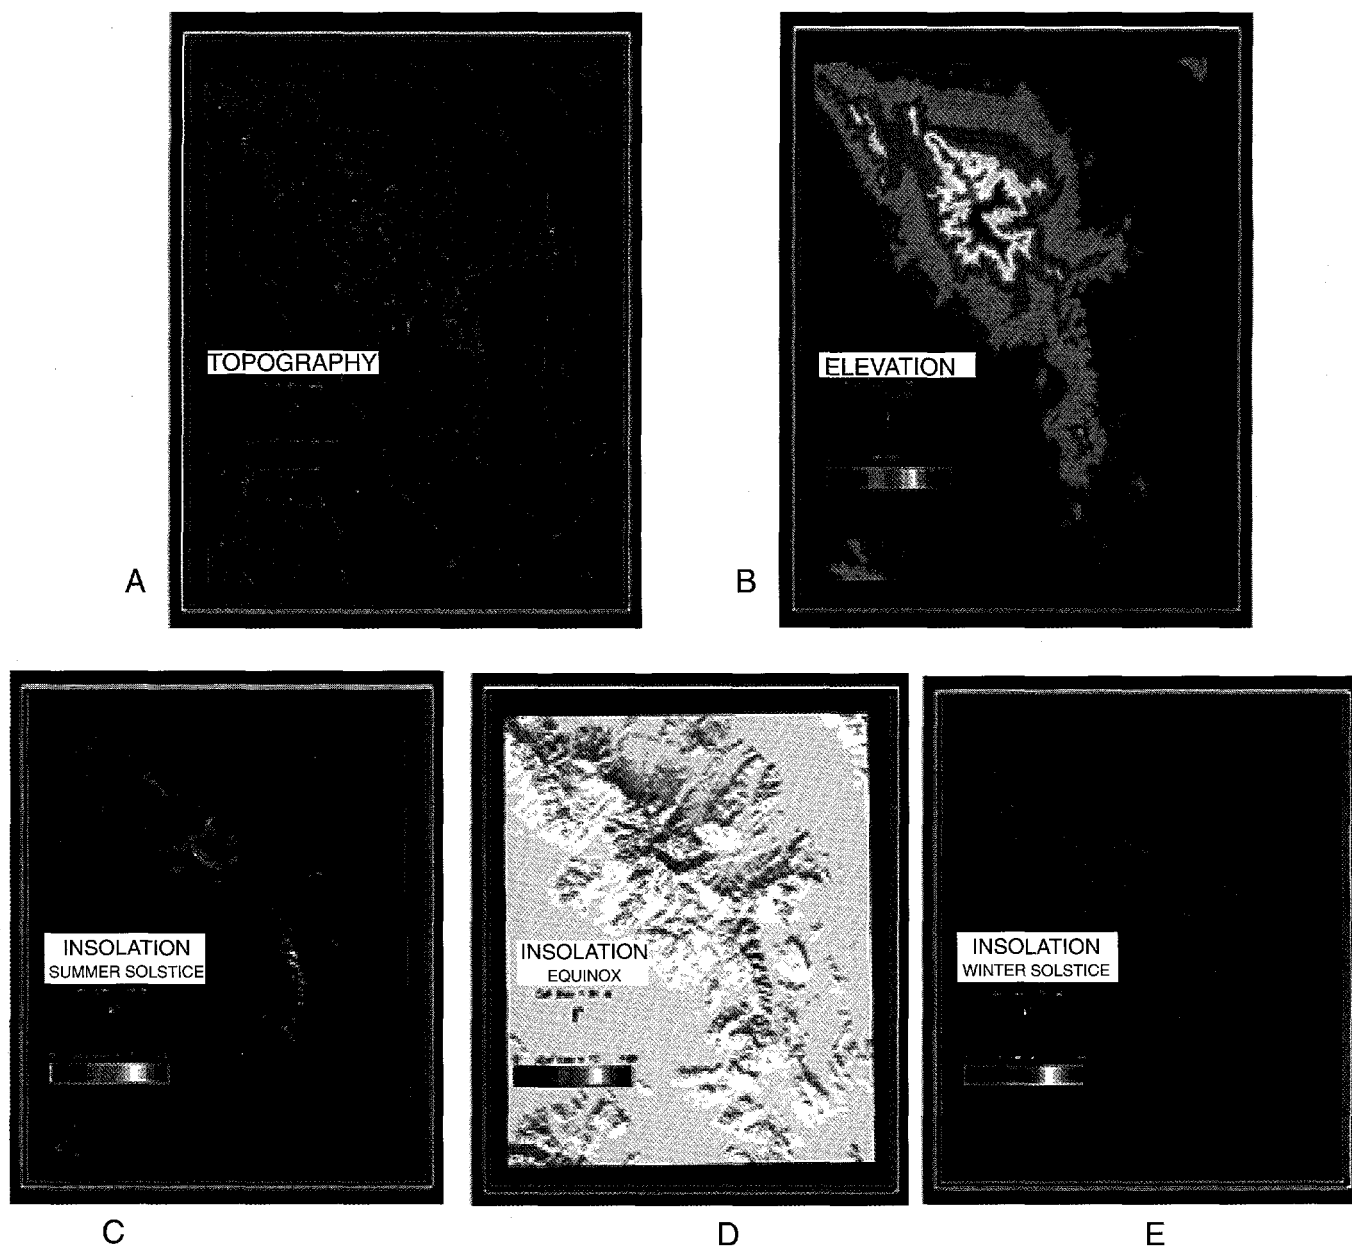 TOPOGRAPHY
ELEVATION
A
B
INSOLATION
SUMMER SOLSTICE
INSOLATION
EQUINOX
INSOLATION
WINTER SOLSTICE
C
D
E